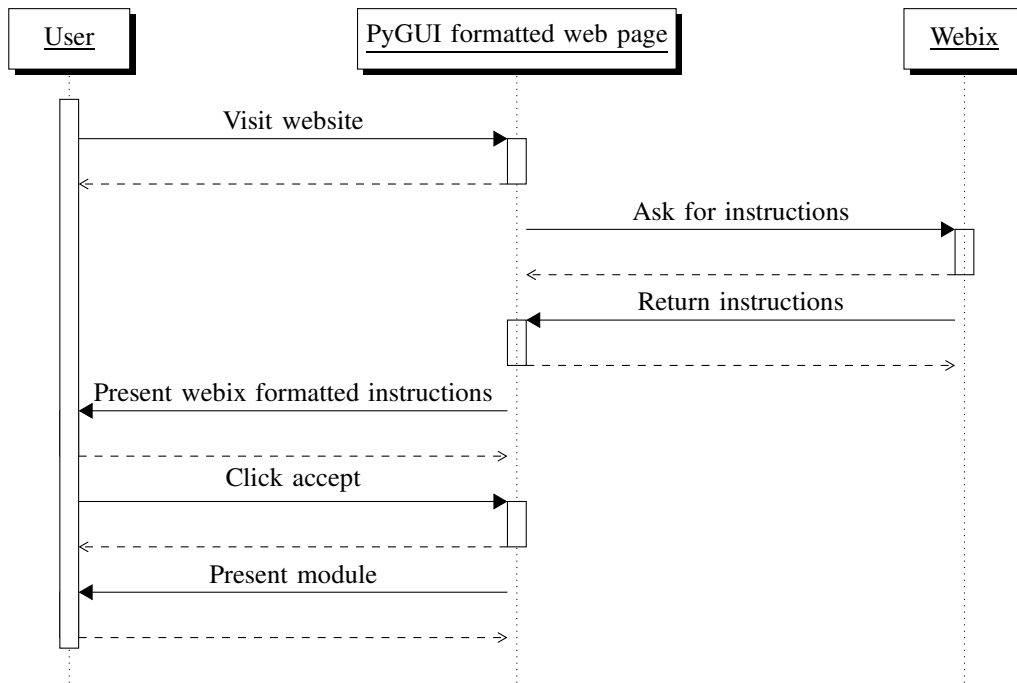 User
PyGUI formatted web page
Webix
Visit website
Ask for instructions
Return instructions
Present webix formatted instructions
Click accept
Present module